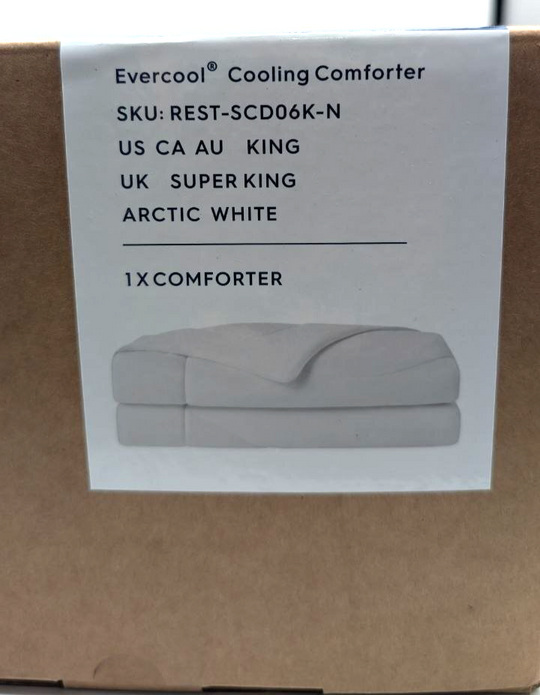 Evercool® Cooling Comforter
SKU: REST-SCD06K-N
US CA AU KING
UK SUPER KING
ARCTIC WHITE
1 X COMFORTER